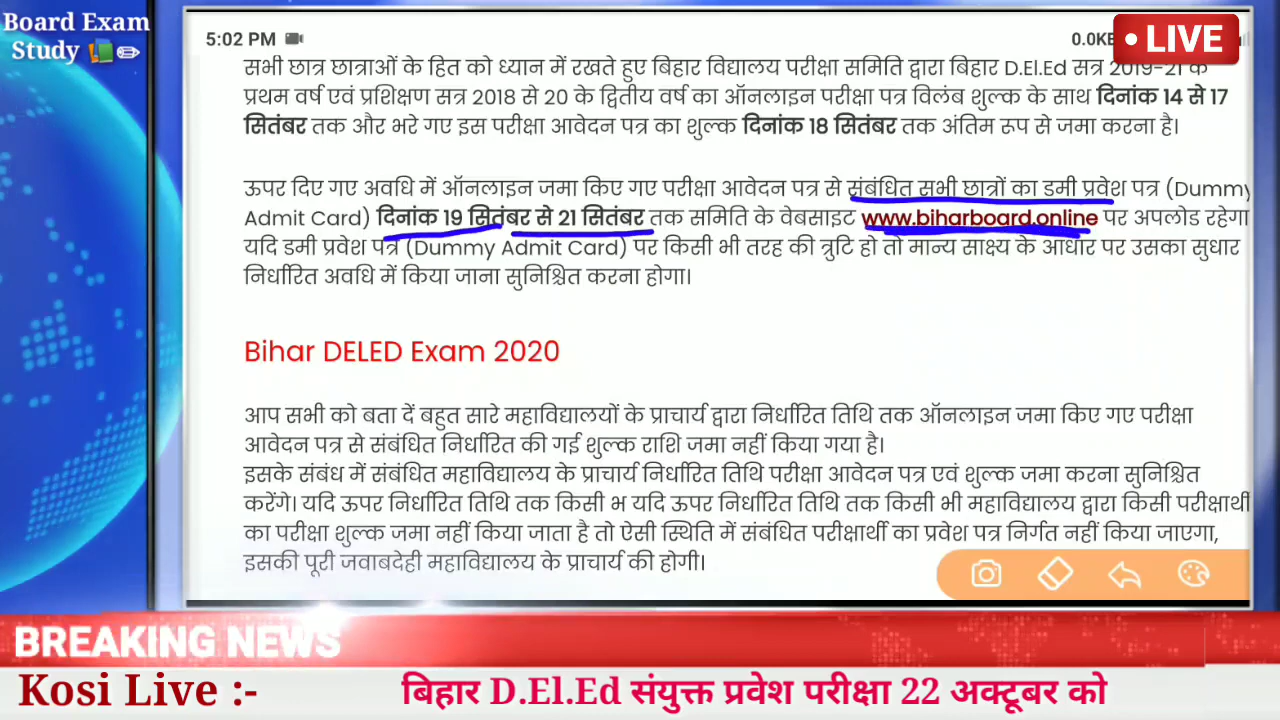 Board Exam
Study
5:02 PM
LIVE
सभी छात्र छात्राओं के हित को ध्यान में रखते हुए बिहार विद्यालय परीक्षा समिति द्वारा बिहार D.El.Ed सत्र 2019-21 के
प्रथम वर्ष एवं प्रशिक्षण सत्र 2018 से 20 के द्वितीय वर्ष का ऑनलाइन परीक्षा पत्र विलंब शुल्क के साथ दिनांक 14 से 17
सितंबर तक और भरे गए इस परीक्षा आवेदन पत्र का शुल्क दिनांक 18 सितंबर तक अंतिम रूप से जमा करना है।
ऊपर दिए गए अवधि में ऑनलाइन जमा किए गए परीक्षा आवेदन पत्र से संबंधित सभी छात्रों का डमी प्रवेश पत्र (Dummy
Admit Card) दिनांक 19 सितंबर से 21 सितंबर तक समिति के वेबसाइट www.biharboard.online पर अपलोड रहेगा
यदि डमी प्रवेश पत्र (Dummy Admit Card) पर किसी भी तरह की त्रुटि हो तो मान्य साक्ष्य के आधार पर उसका सुधार
निर्धारित अवधि में किया जाना सुनिश्चित करना होगा।
Bihar DELED Exam 2020
आप सभी को बता दें बहुत सारे महाविद्यालयों के प्राचार्य द्वारा निर्धारित तिथि तक ऑनलाइन जमा किए गए परीक्षा
आवेदन पत्र से संबंधित निर्धारित की गई शुल्क राशि जमा नहीं किया गया है।
इसके संबंध में संबंधित महाविद्यालय के प्राचार्य निर्धारित तिथि परीक्षा आवेदन पत्र एवं शुल्क जमा करना सुनिश्चित
करेंगे। यदि ऊपर निर्धारित तिथि तक किसी भ यदि ऊपर निर्धारित तिथि तक किसी भी महाविद्यालय द्वारा किसी परीक्षार्थी
का परीक्षा शुल्क जमा नहीं किया जाता है तो ऐसी स्थिति में संबंधित परीक्षार्थी का प्रवेश पत्र निर्गत नहीं किया जाएगा,
इसकी पूरी जवाबदेही महाविद्यालय के प्राचार्य की होगी।
BREAKING NEWS
Kosi Live :- बिहार D.El.Ed संयुक्त प्रवेश परीक्षा 22 अक्टूबर को